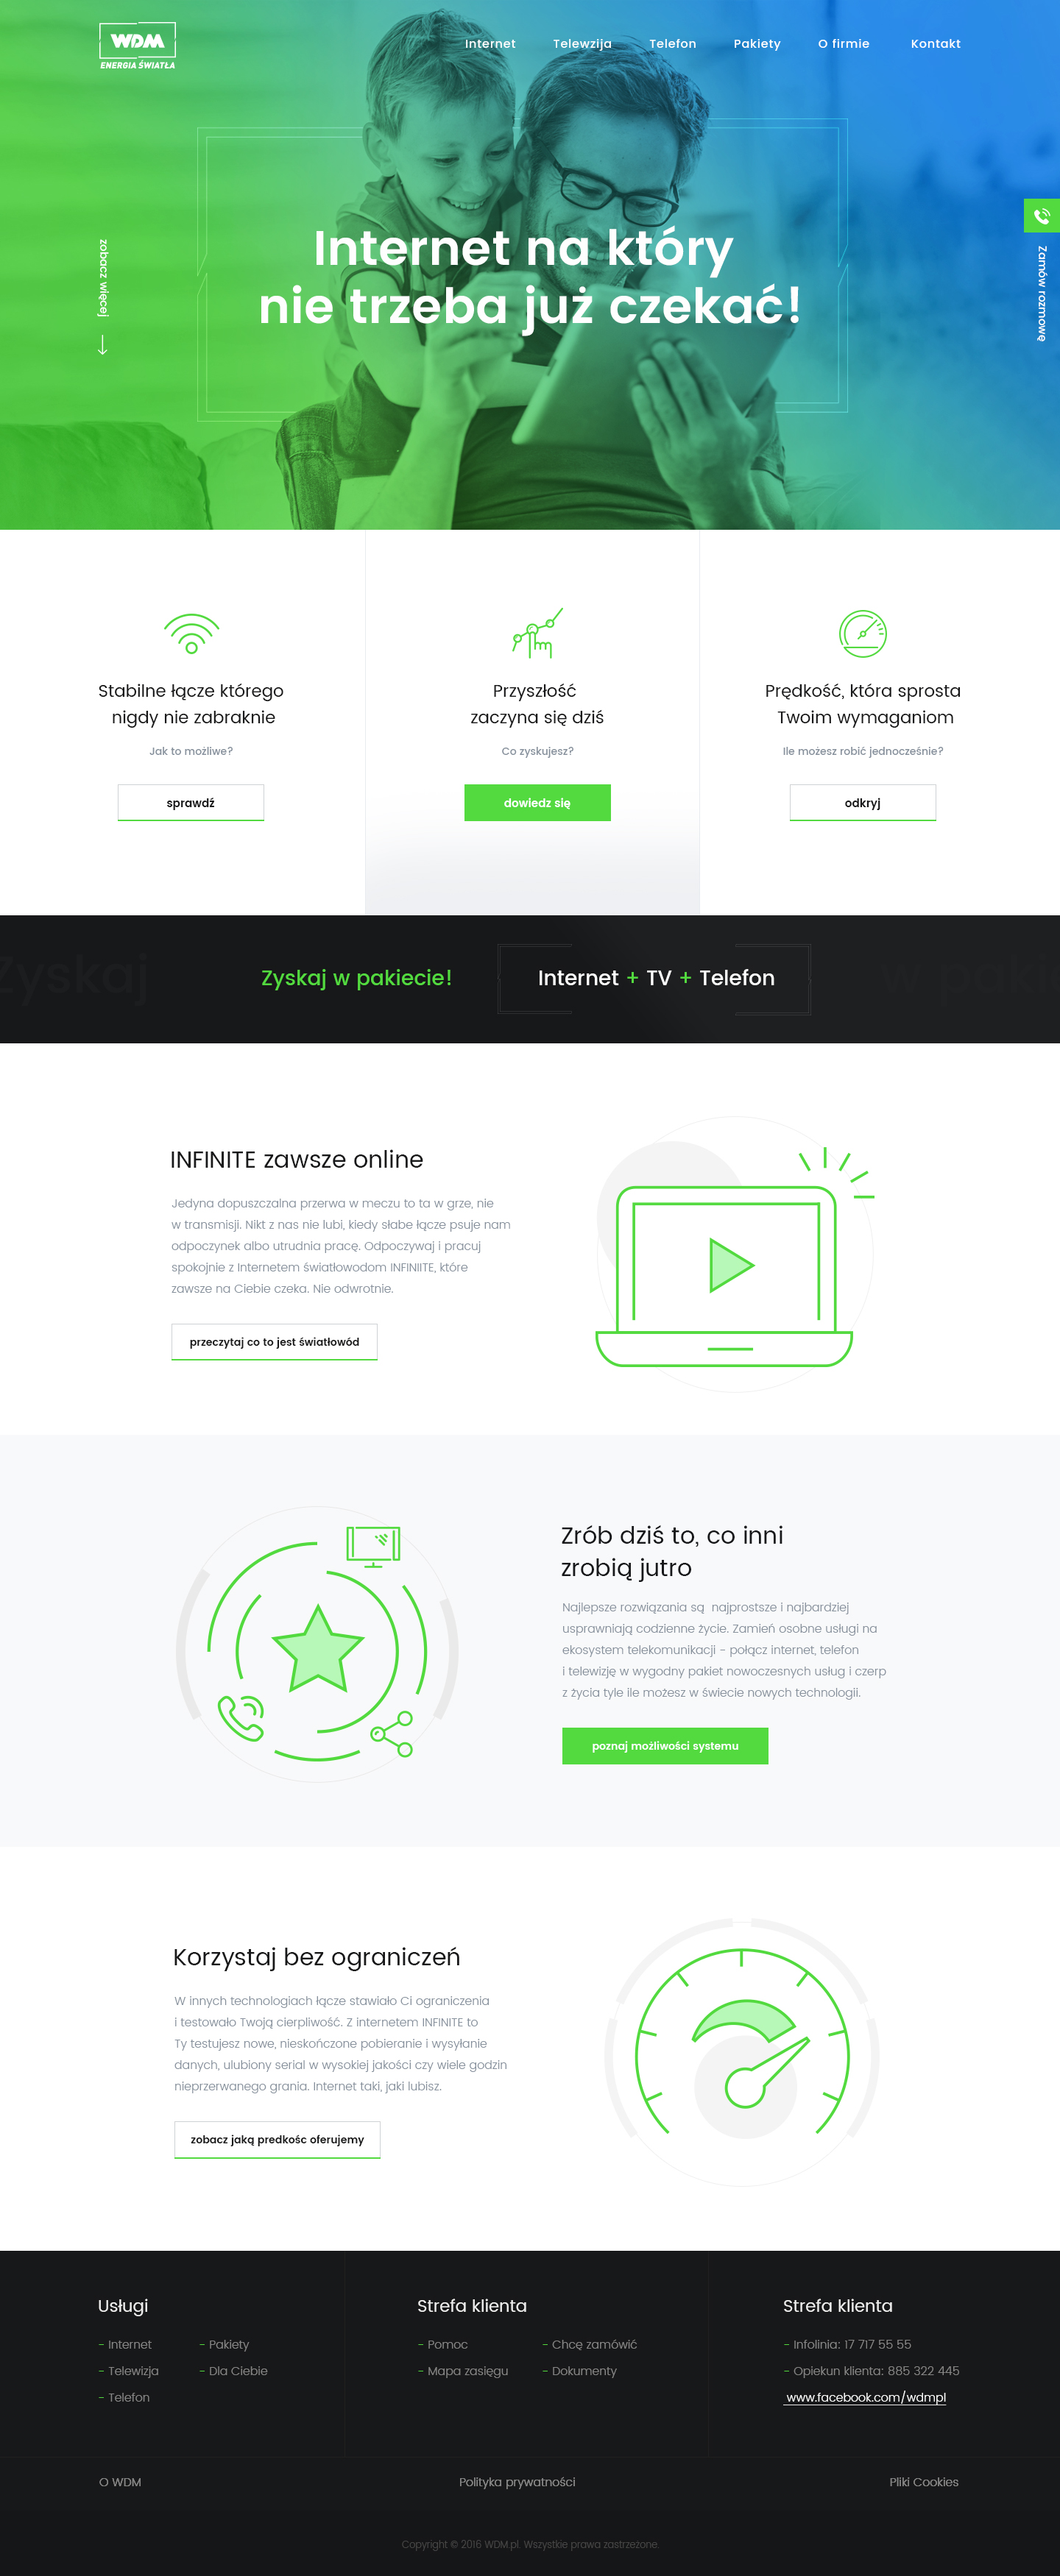 WDM
ENERGIA ŚWIATŁA
Internet Telewzija Telefon Pakiety O firmie Kontakt
Internet na który
nie trzeba już czekać!
zobacz więcej
Zamów rozmowę
Stabilne łącze którego
nigdy nie zabraknie
Jak to możliwe?
sprawdź
Przyszłość
zaczyna się dziś
Co zyskujesz?
dowiedz się
Prędkość, która sprosta
Twoim wymaganiom
Ile możesz robić jednocześnie?
odkryj
Zyskaj
Zyskaj w pakiecie!
Internet + TV + Telefon
INFINITE zawsze online
Jedyna dopuszczalna przerwa w meczu to ta w grze, nie
w transmisji. Nikt z nas nie lubi, kiedy słabe łącze psuje nam
odpoczynek albo utrudnia pracę. Odpoczywaj i pracuj
spokojnie z Internetem światłowodom INFINIITE, które
zawsze na Ciebie czeka. Nie odwrotnie.
przeczytaj co to jest światłowód
Zrób dziś to, co inni
zrobią jutro
Najlepsze rozwiązania są najprostsze i najbardziej
usprawniają codzienne życie. Zamień osobne usługi na
ekosystem telekomunikacji - połącz internet, telefon
i telewizję w wygodny pakiet nowoczesnych usług i czerp
z życia tyle ile możesz w świecie nowych technologii.
poznaj możliwości systemu
Korzystaj bez ograniczeń
W innych technologiach łącze stawiało Ci ograniczenia
i testowało Twoją cierpliwość. Z internetem INFINITE to
Ty testujesz nowe, nieskończone pobieranie i wysyłanie
danych, ulubiony serial w wysokiej jakości czy wiele godzin
nieprzerwanego grania. Internet taki, jaki lubisz.
zobacz jaką predkośc oferujemy
Usługi
- Internet
- Telewizja
- Telefon
- Pakiety
- Dla Ciebie
Strefa klienta
- Pomoc
- Mapa zasięgu
- Chcę zamówić
- Dokumenty
Strefa klienta
- Infolinia: 17 717 55 55
- Opiekun klienta: 885 322 445
www.facebook.com/wdmpl
O WDM
Polityka prywatności
Pliki Cookies
Copyright © 2016 WDM.pl. Wszystkie prawa zastrzeżone.